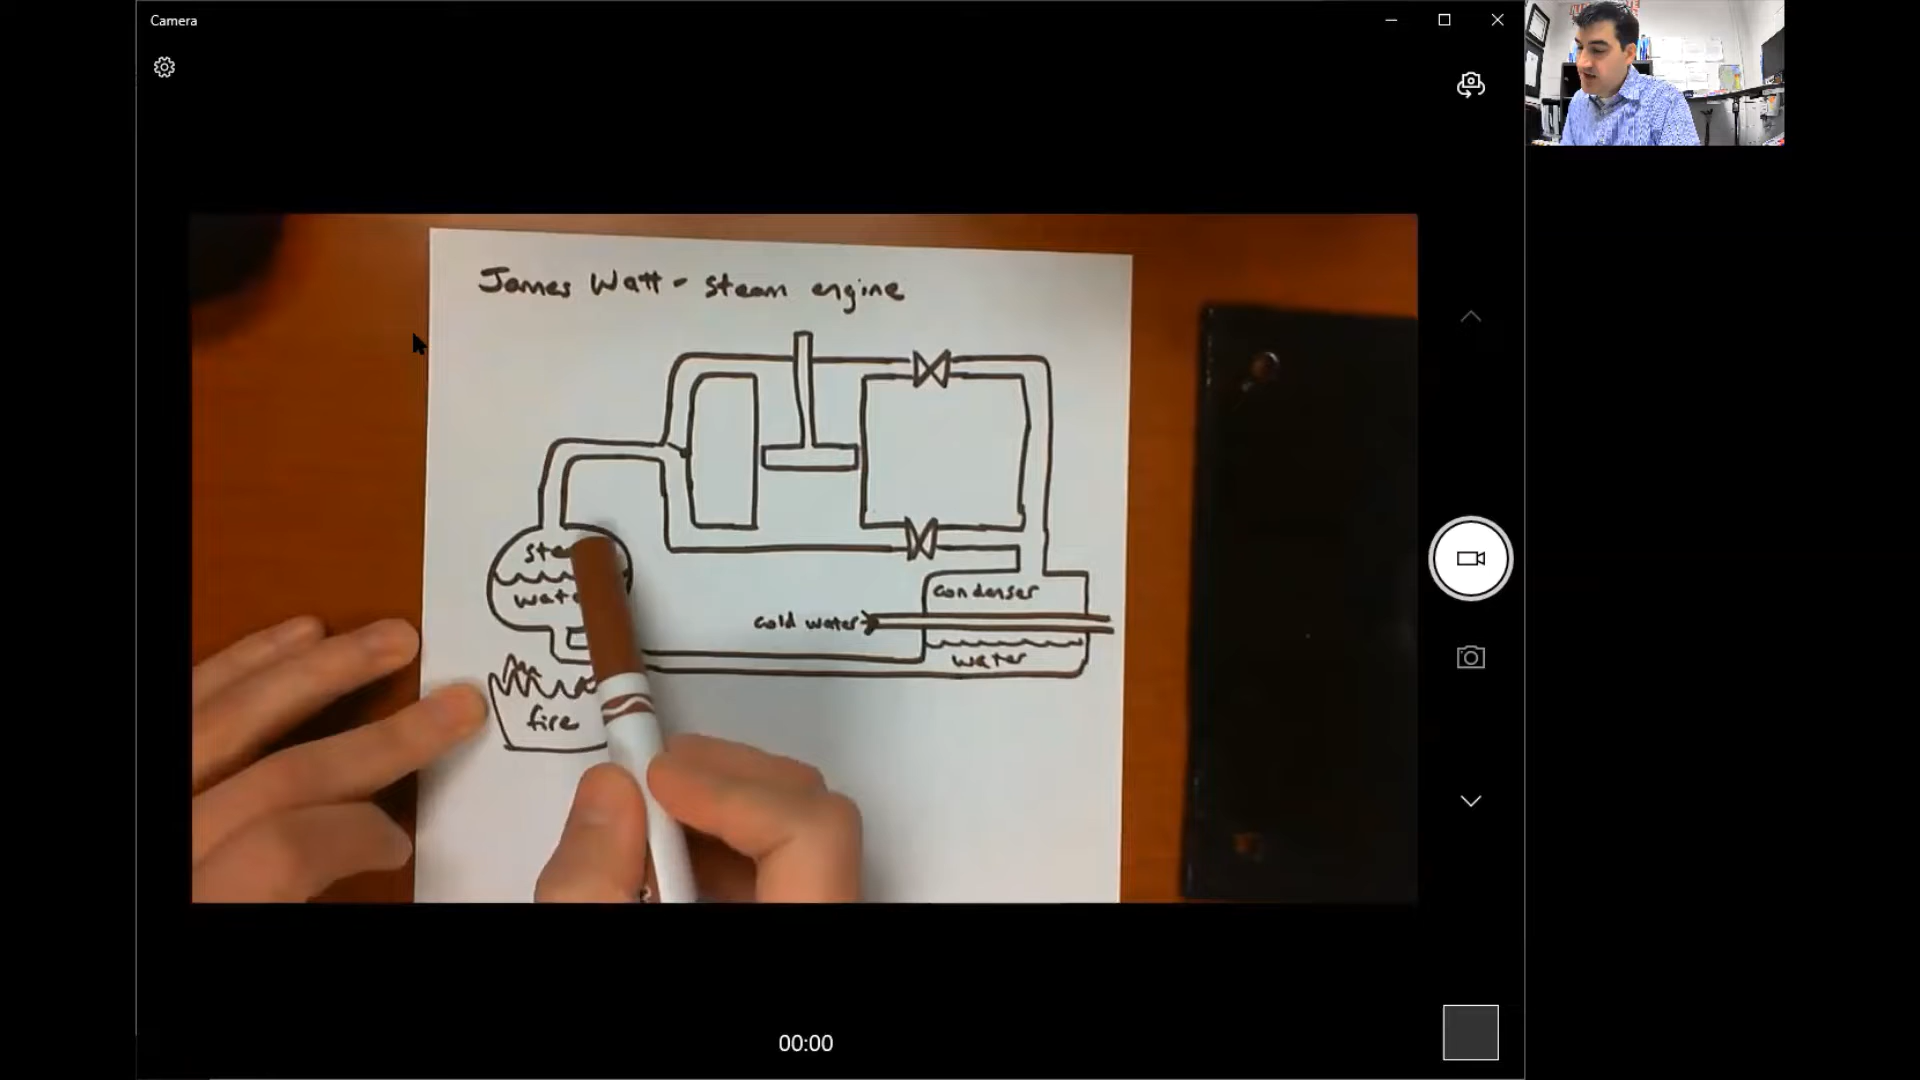 Camera
James Watt - steam engine
condenser
cold water
water
fire
00:00